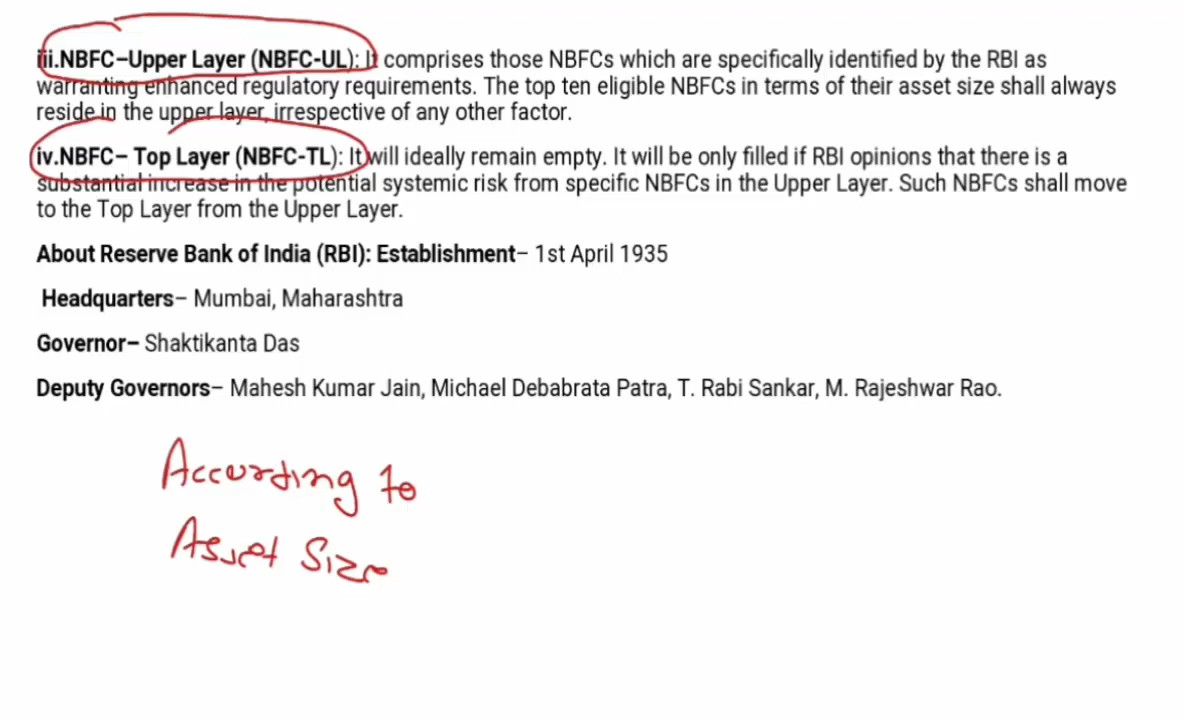 iii.NBFC–Upper Layer (NBFC-UL): It comprises those NBFCs which are specifically identified by the RBI as
warranting enhanced regulatory requirements. The top ten eligible NBFCs in terms of their asset size shall always
reside in the upper layer, irrespective of any other factor.
iv.NBFC– Top Layer (NBFC-TL): It will ideally remain empty. It will be only filled if RBI opinions that there is a
substantial increase in the potential systemic risk from specific NBFCs in the Upper Layer. Such NBFCs shall move
to the Top Layer from the Upper Layer.
About Reserve Bank of India (RBI): Establishment– 1st April 1935
Headquarters– Mumbai, Maharashtra
Governor– Shaktikanta Das
Deputy Governors– Mahesh Kumar Jain, Michael Debabrata Patra, T. Rabi Sankar, M. Rajeshwar Rao.
According to
Asset Size